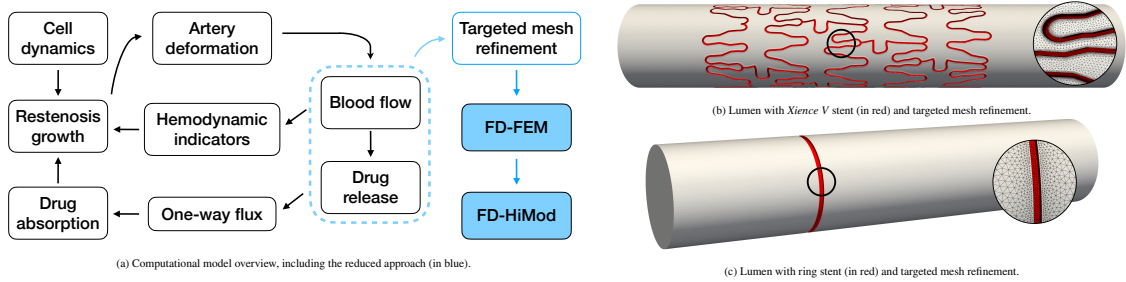 Cell
dynamics
Artery
deformation
Targeted mesh
refinement
Restenosis
growth
Hemodynamic
indicators
Blood flow
FD-FEM
Drug
absorption
One-way flux
Drug
release
FD-HiMod
(a) Computational model overview, including the reduced approach (in blue).
(b) Lumen with Xience V stent (in red) and targeted mesh refinement.
(c) Lumen with ring stent (in red) and targeted mesh refinement.